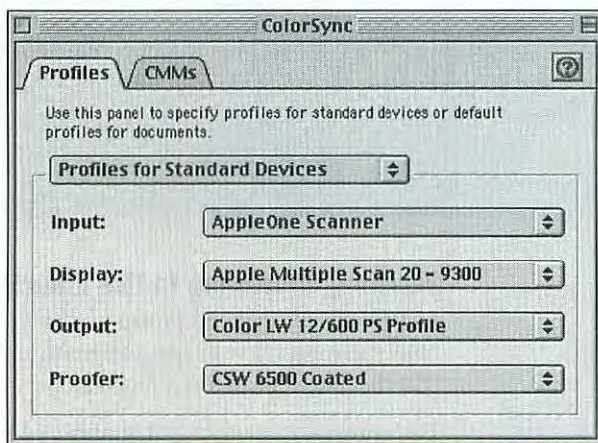 ColorSync
Profiles CMMs
Use this panel to specify profiles for standard devices or default
profiles for documents.
Profiles for Standard Devices
Input: AppleOne Scanner
Display: Apple Multiple Scan 20 - 9300
Output: Color LW 12/600 PS Profile
Proofer: CSW 6500 Coated